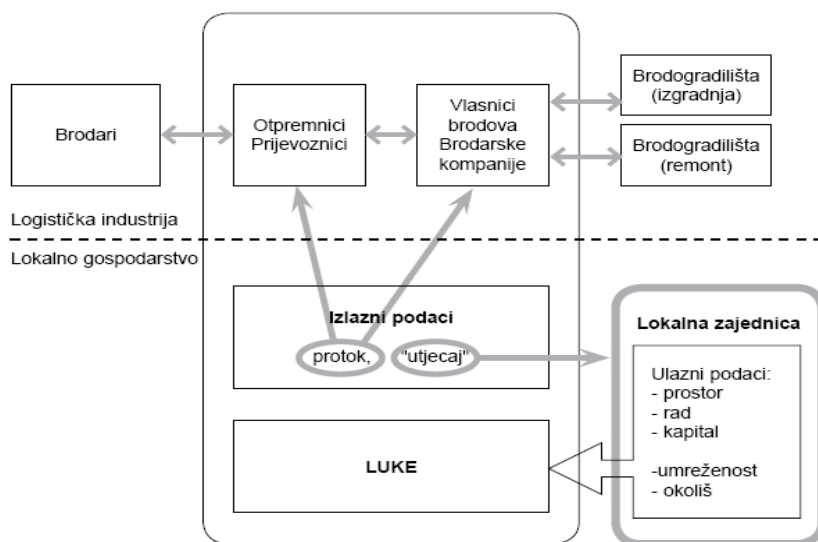 Brodari
Otpremnici
Prijevoznici
Vlasnici
brodova
Brodarske
kompanije
Brodogradilišta
(izgradnja)
Brodogradilišta
(remont)
Logistička industrija
Lokalno gospodarstvo
Izlazni podaci
protok,
"utjecaj"
LUKE
Lokalna zajednica
Ulazni podaci:
- prostor
- rad
- kapital
-umreženost
- okoliš